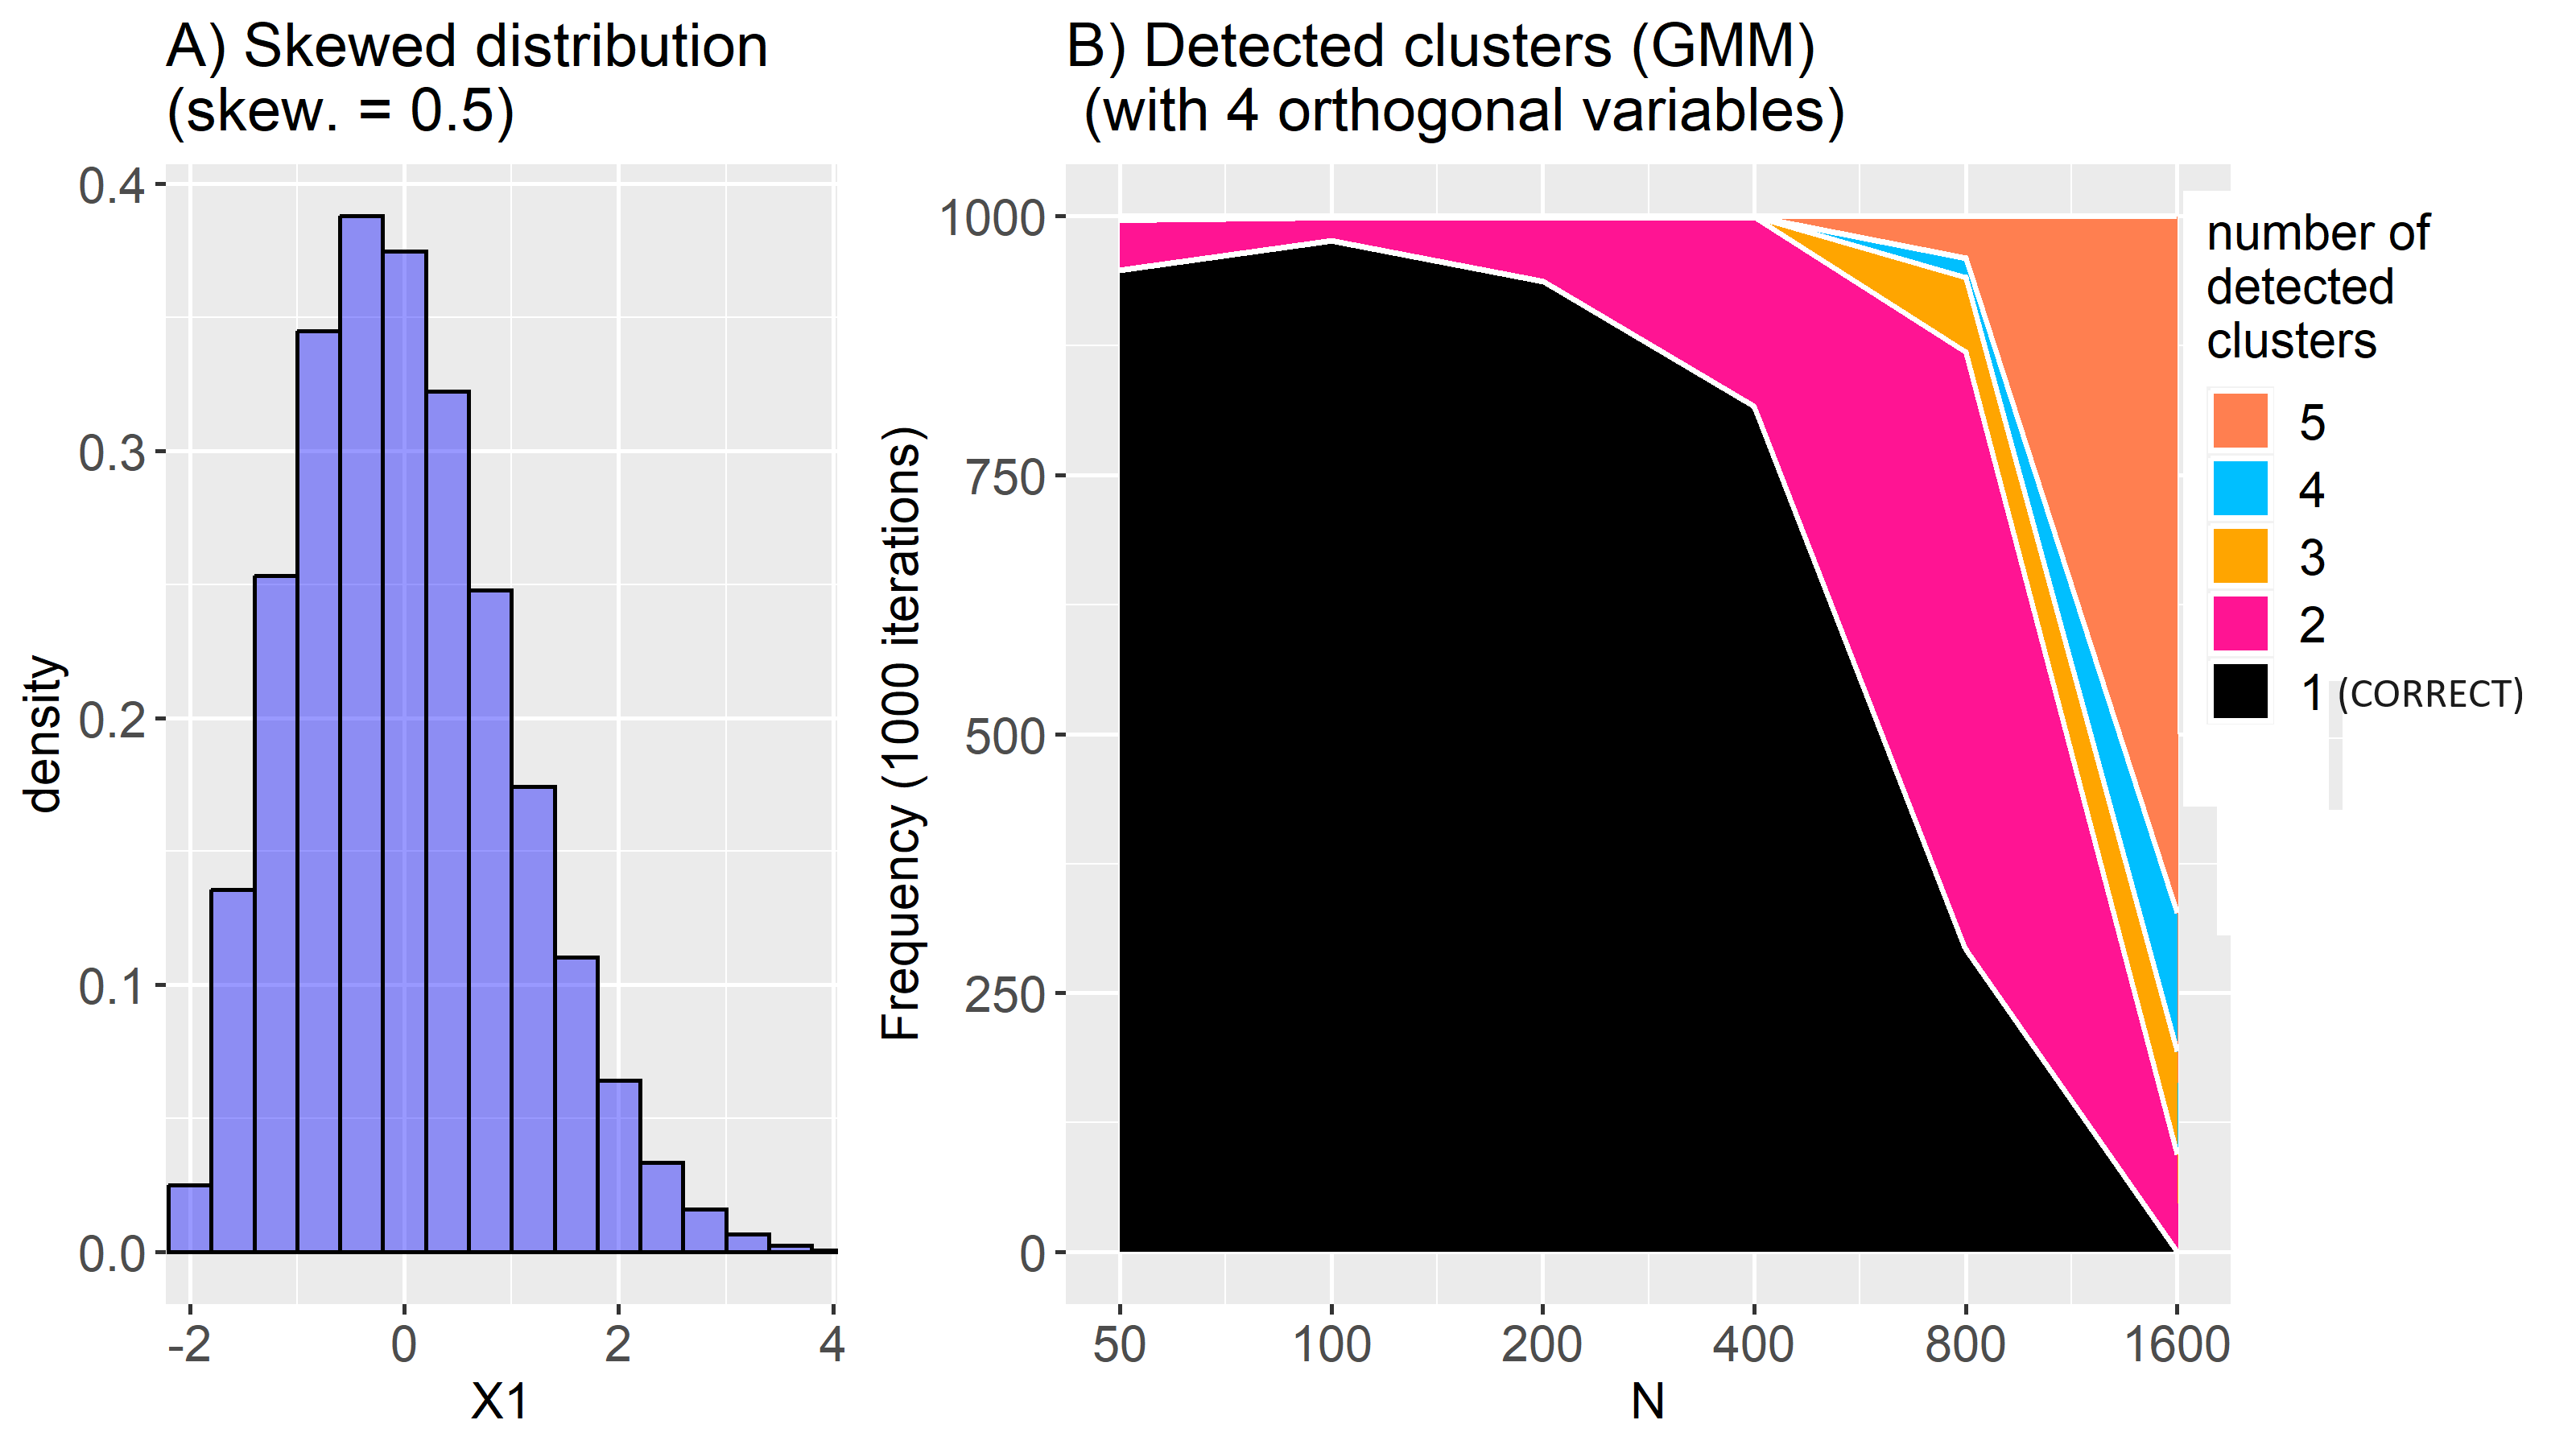 A) Skewed distribution
(skew. = 0.5)
density
0.4
0.3
0.2
0.1
0.0
-2 0 2 4
X1
B) Detected clusters (GMM)
(with 4 orthogonal variables)
Frequency (1000 iterations)
1000
750
500
250
0
50 100 200 400 800 1600
N
number of
detected
clusters
5
4
3
2
1 (CORRECT)